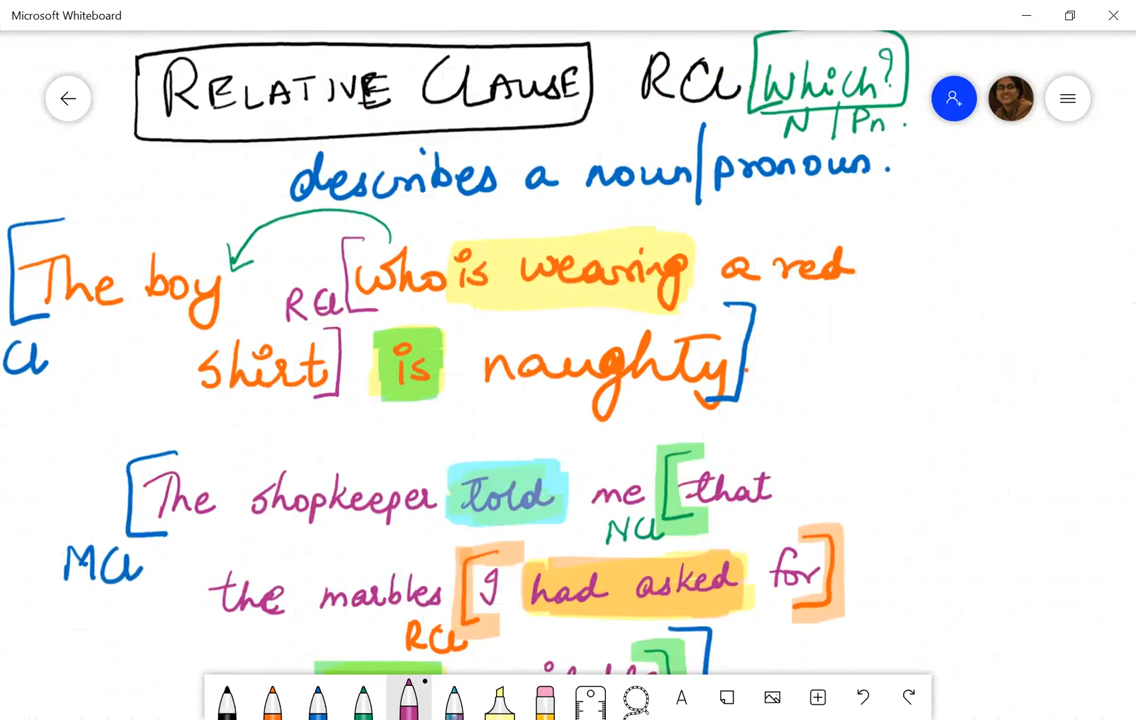 Microsoft Whiteboard
RELATIVE CLAUSE RCl Which?
N/Pn.
describes a noun/pronoun.
[The boy RCl [who is wearing a red
Cl shirt] is naughty].
[The shopkeeper told me [that
MCl NCl
the marbles [I had asked for]
RCl
]]
A